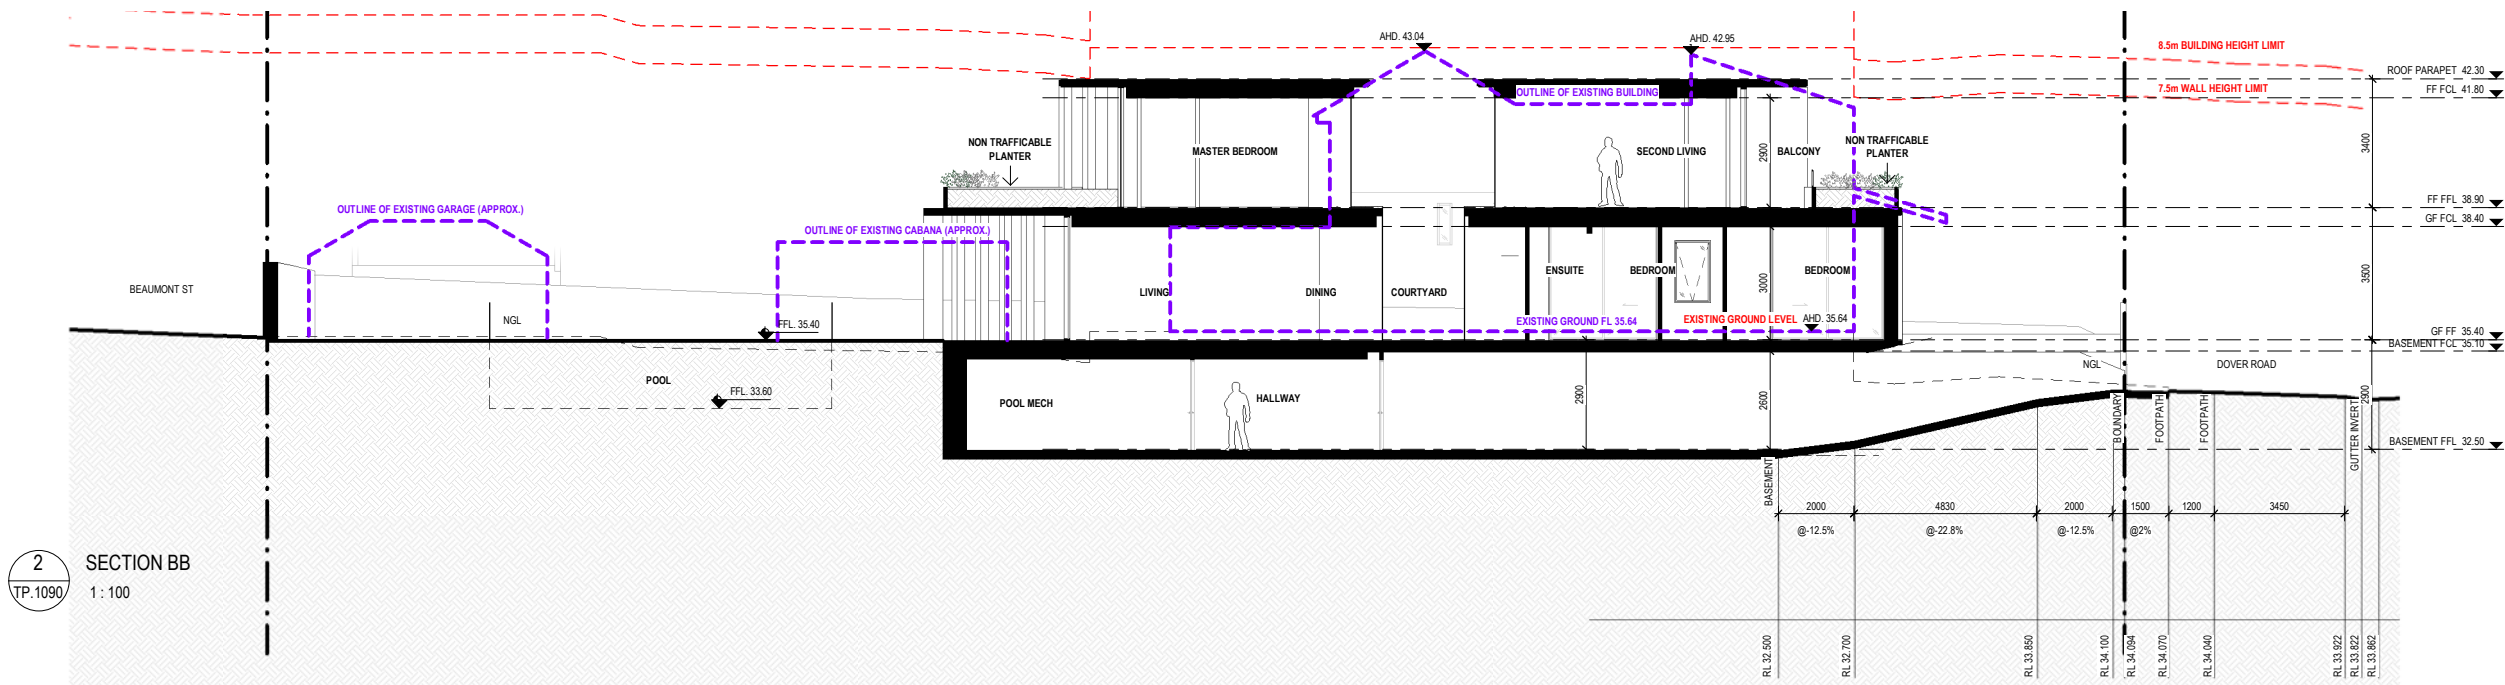 AHD. 43.04
AHD. 42.95
8.5m BUILDING HEIGHT LIMIT
ROOF PARAPET 42.30
7.5m WALL HEIGHT LIMIT
FF FCL 41.80
OUTLINE OF EXISTING BUILDING
NON TRAFFICABLE
PLANTER
MASTER BEDROOM
2900
SECOND LIVING
BALCONY
NON TRAFFICABLE
PLANTER
3400
OUTLINE OF EXISTING GARAGE (APPROX.)
OUTLINE OF EXISTING CABANA (APPROX.)
FF FFL 38.90
GF FCL 38.40
BEAUMONT ST
LIVING
DINING
COURTYARD
ENSUITE
BEDROOM
3000
BEDROOM
3500
NGL
FFL. 35.40
EXISTING GROUND FL 35.64
EXISTING GROUND LEVEL
AHD. 35.64
GF FF 35.40
BASEMENT FCL 35.10
POOL
FFL. 33.60
POOL MECH
HALLWAY
2900
2600
NGL
DOVER ROAD
2900
BASEMENT
BOUNDARY
FOOTPATH
FOOTPATH
GUTTER INVERT
BASEMENT FFL 32.50
2000
4830
2000
1500
1200
3450
@-12.5%
@-22.8%
@-12.5%
@2%
2
SECTION BB
TP.1090
1 : 100
RL 32.500
RL 32.700
RL 33.850
RL 34.100
RL 34.094
RL 34.070
RL 34.040
RL 33.922
RL 33.822
RL 33.862